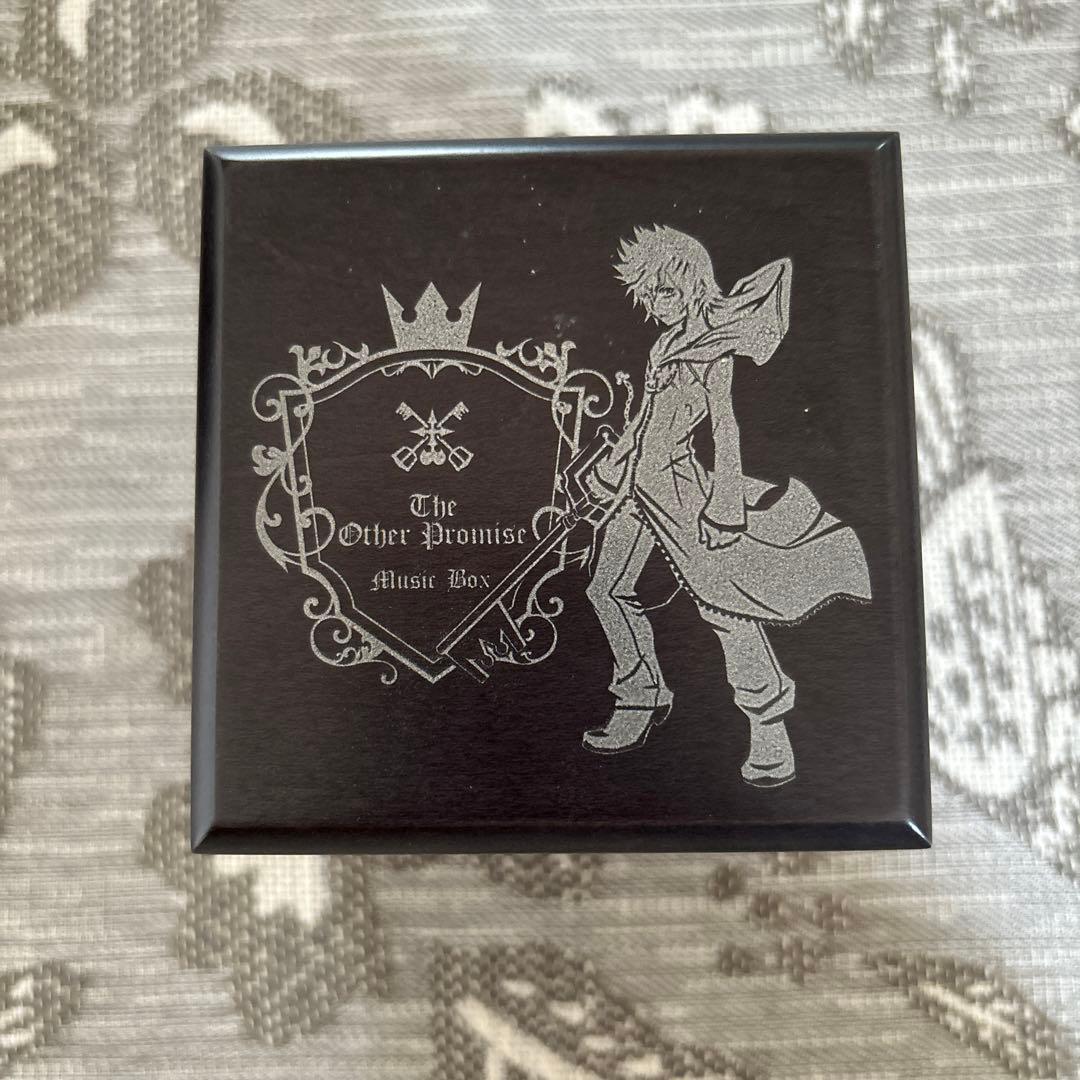 The
Other Promise
Music Box